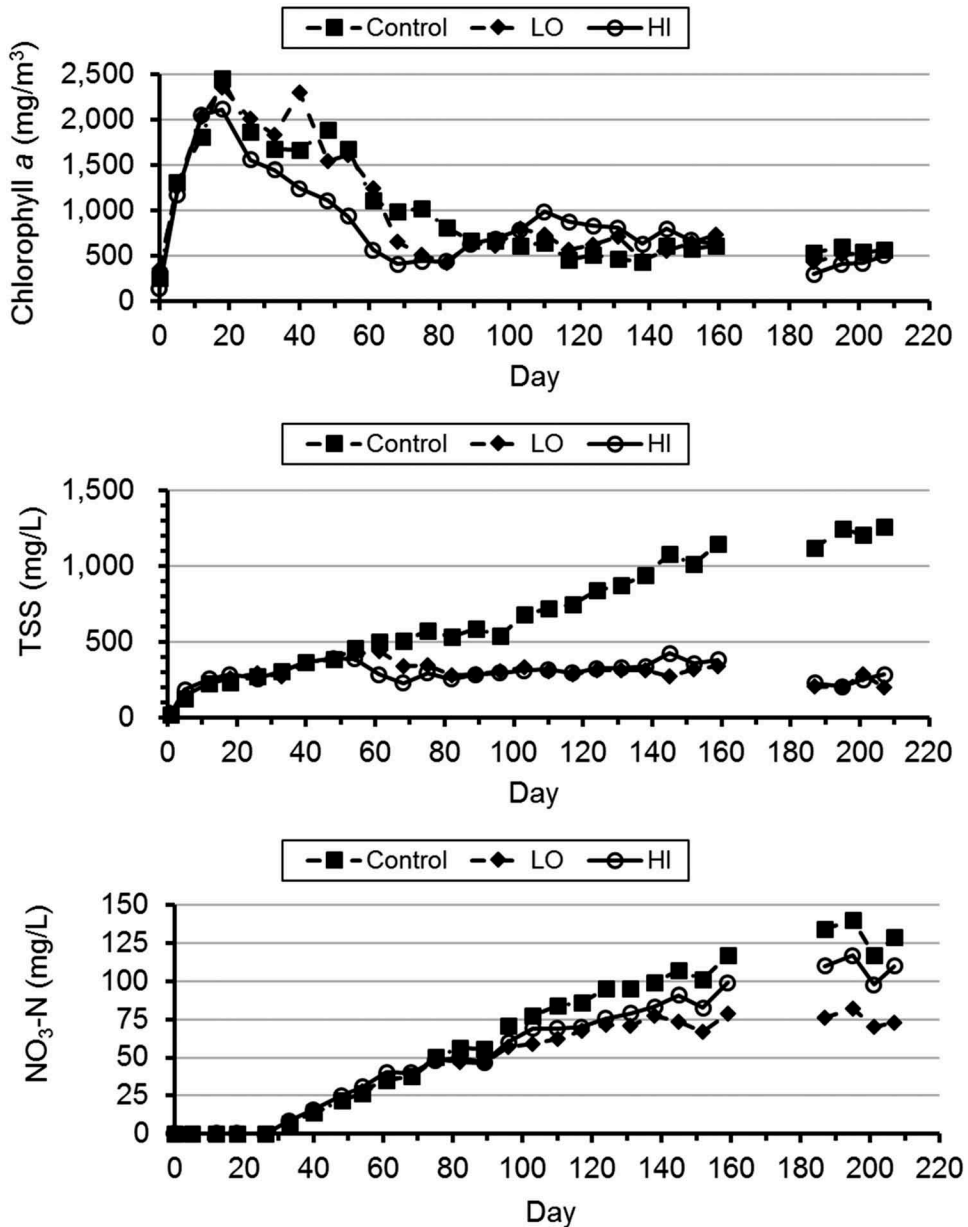 Control LO HI
2,500
2,000
1,500
1,000
500
0
Chlorophyll a (mg/m³)
0 20 40 60 80 100 120 140 160 180 200 220
Day
Control LO HI
1,500
1,000
500
0
TSS (mg/L)
0 20 40 60 80 100 120 140 160 180 200 220
Day
Control LO HI
150
125
100
75
50
25
0
NO₃-N (mg/L)
0 20 40 60 80 100 120 140 160 180 200 220
Day